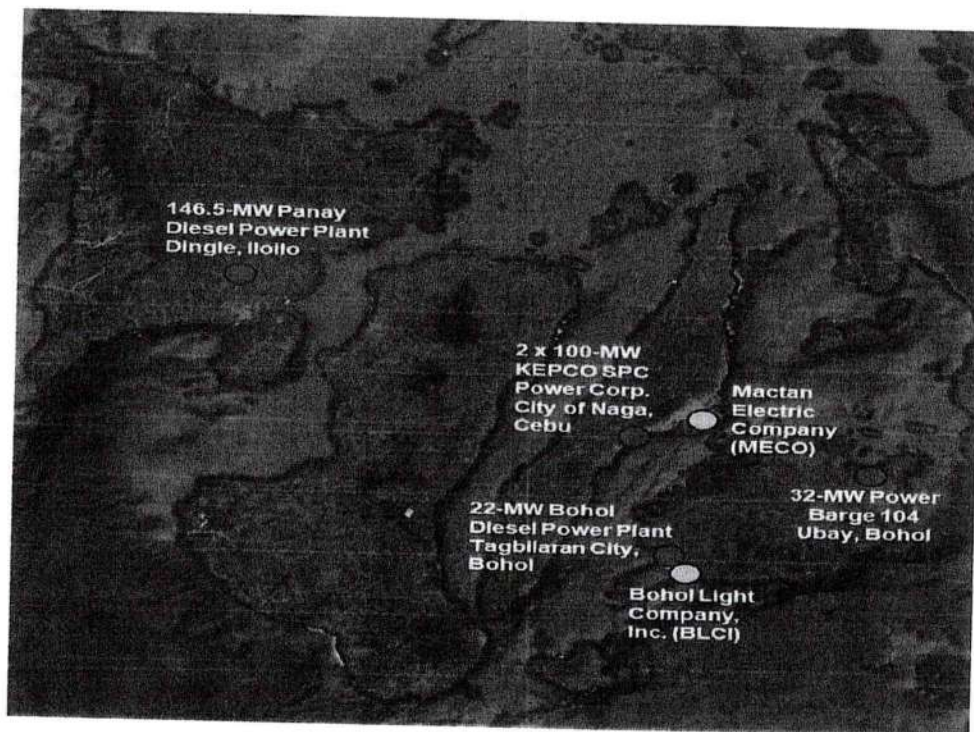 146.5-MW Panay
Diesel Power Plant
Dingle, Iloilo
2 x 100-MW
KEPCO SPC
Power Corp.
City of Naga,
Cebu
Mactan
Electric
Company
(MECO)
22-MW Bohol
Diesel Power Plant
Tagbilaran City,
Bohol
32-MW Power
Barge 104
Ubay, Bohol
Bohol Light
Company,
Inc. (BLCI)